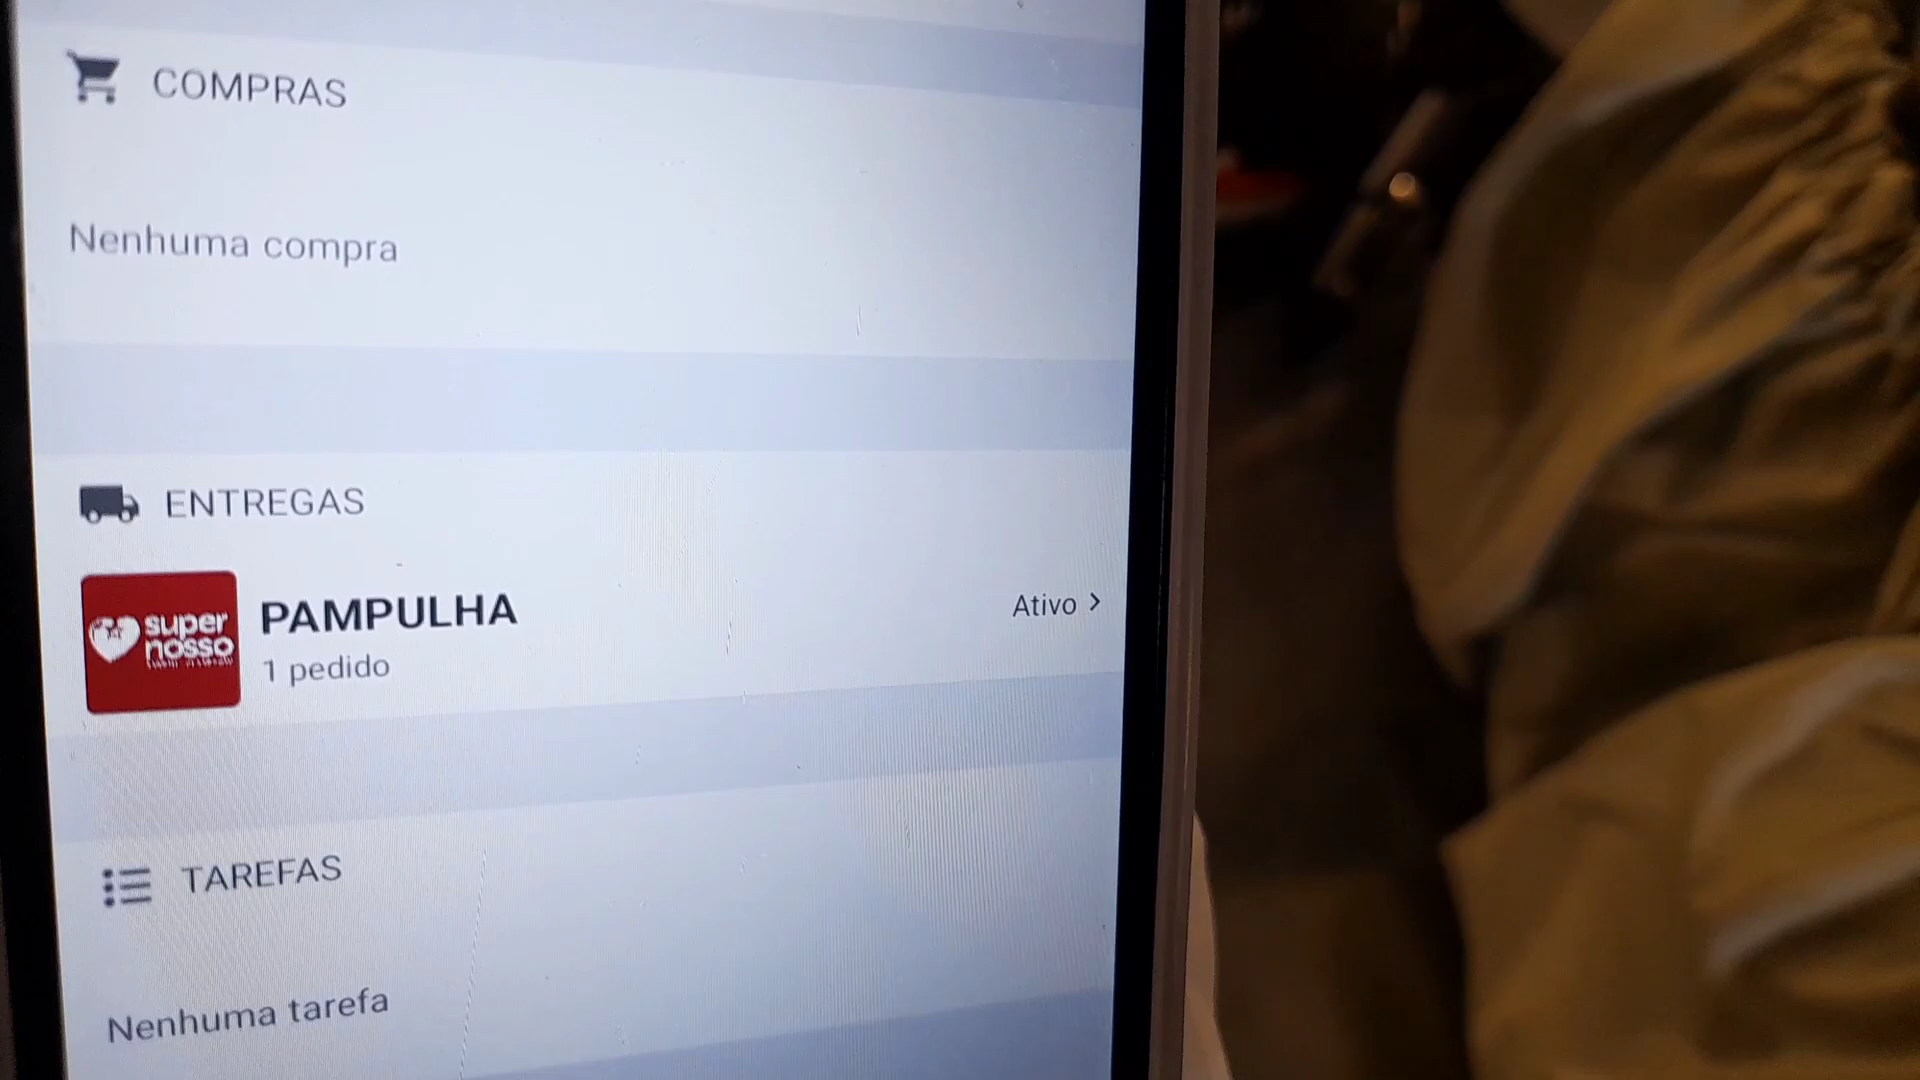 COMPRAS
Nenhuma compra
ENTREGAS
super
nosso
PAMPULHA
Ativo
1 pedido
TAREFAS
Nenhuma tarefa